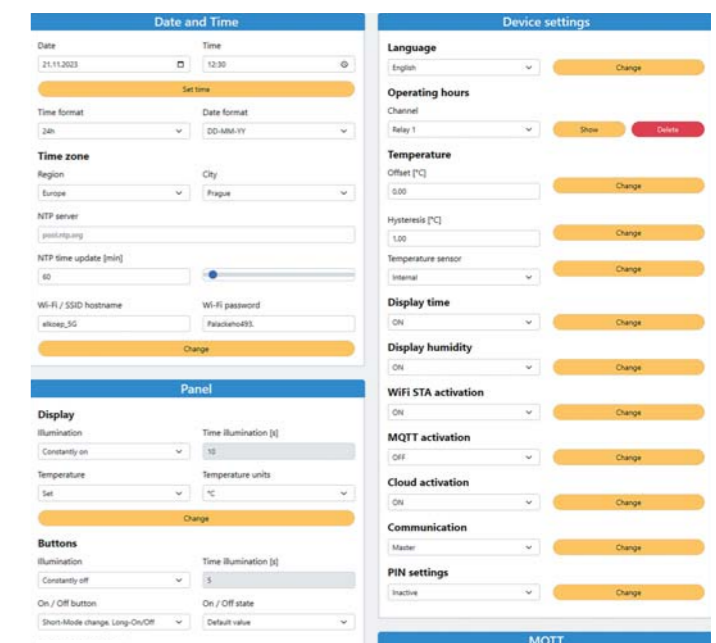 Date and Time
Date
Time
21.11.2023
12:30
Set time
Time format
Date format
24h
DD-MM-YY
Time zone
Region
City
Europe
Prague
NTP server
pool.ntp.org
NTP time update [min]
60
Wi-Fi / SSID hostname
Wi-Fi password
elkoep_5G
Palackeho493.
Change
Panel
Display
Illumination
Time illumination [s]
Constantly on
10
Temperature
Temperature units
Set
°C
Change
Buttons
Illumination
Time illumination [s]
Constantly off
5
On / Off button
On / Off state
Short-Mode change, Long-On/Off
Default value
Device settings
Language
English
Change
Operating hours
Channel
Relay 1
Show
Delete
Temperature
Offset [°C]
0.00
Change
Hysteresis [°C]
1.00
Change
Temperature sensor
Internal
Change
Display time
ON
Change
Display humidity
ON
Change
WiFi STA activation
ON
Change
MQTT activation
OFF
Change
Cloud activation
ON
Change
Communication
Master
Change
PIN settings
Inactive
Change
MQTT